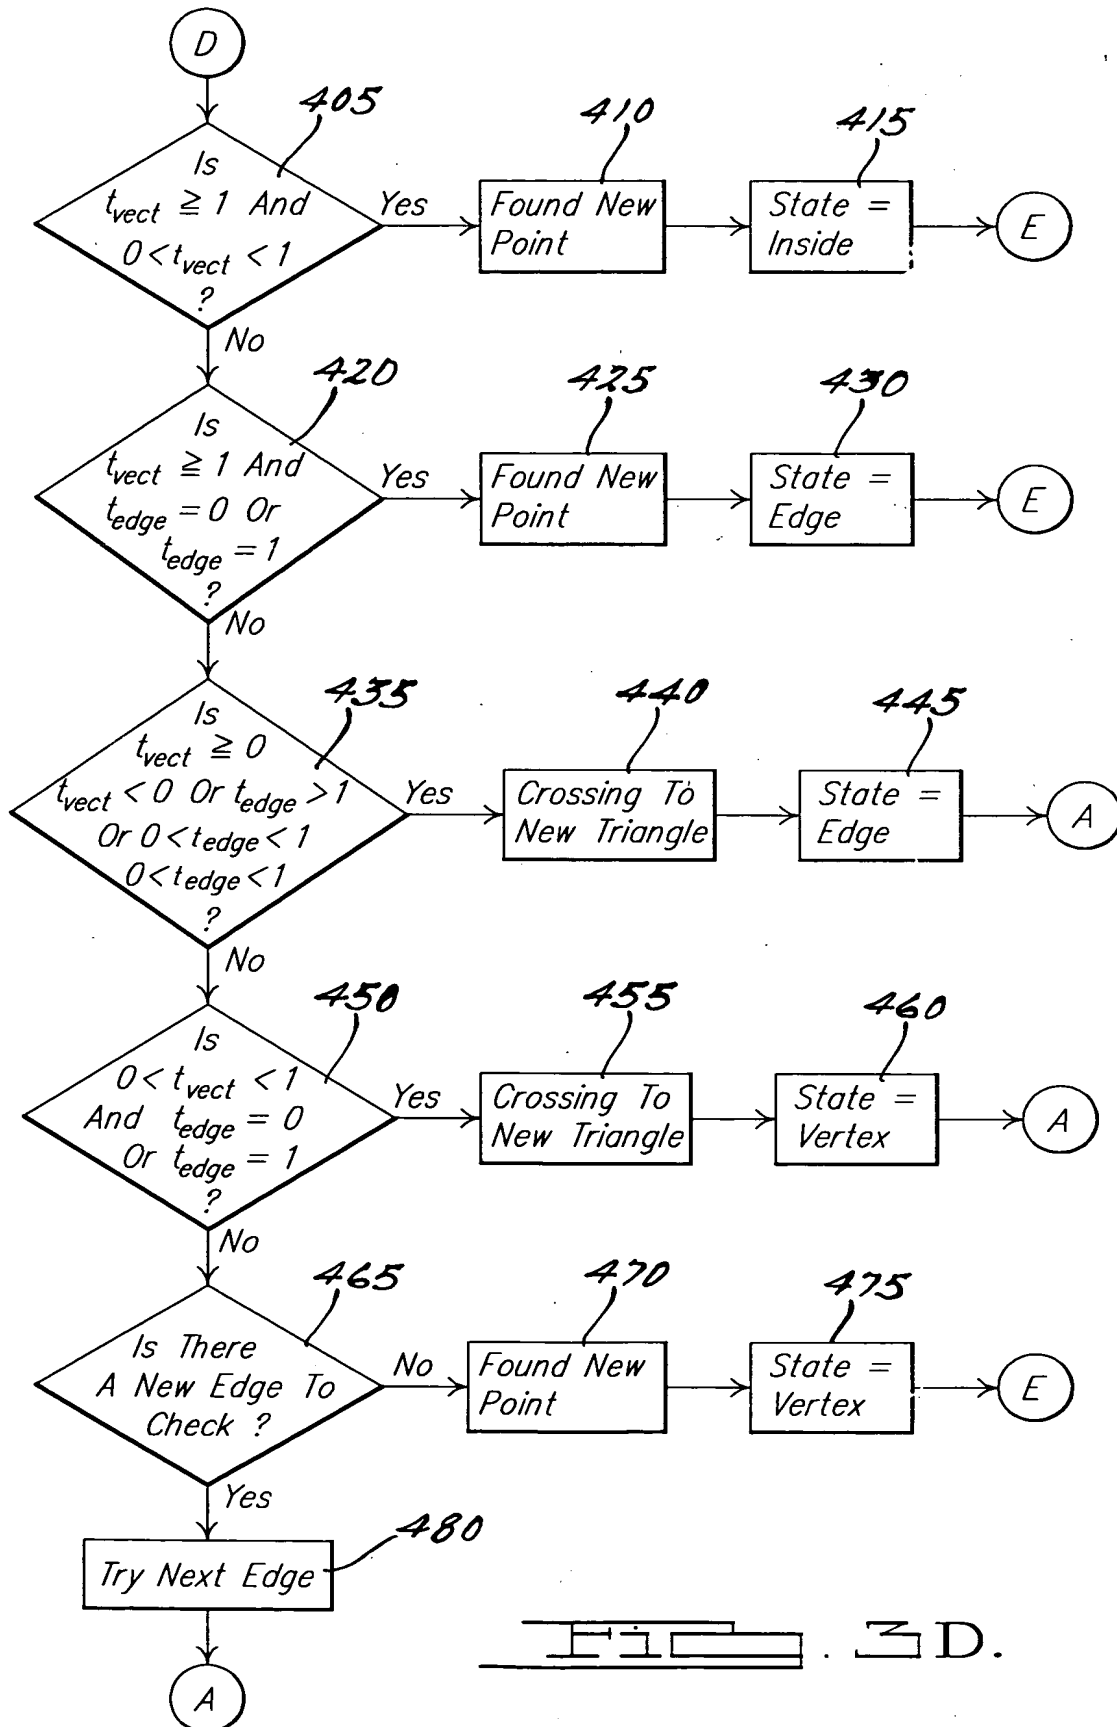 D
405
Is
t_vect ≧ 1 And
0 < t_vect < 1
?
Yes
410
Found New
Point
415
State =
Inside
E
No
420
Is
t_vect ≧ 1 And
t_edge = 0 Or
t_edge = 1
?
Yes
425
Found New
Point
430
State =
Edge
E
No
435
Is
t_vect ≧ 0
t_vect < 0 Or t_edge > 1
Or 0 < t_edge < 1
0 < t_edge < 1
?
Yes
440
Crossing To
New Triangle
445
State =
Edge
A
No
450
Is
0 < t_vect < 1
And t_edge = 0
Or t_edge = 1
?
Yes
455
Crossing To
New Triangle
460
State =
Vertex
A
No
465
Is There
A New Edge To
Check ?
No
470
Found New
Point
475
State =
Vertex
E
Yes
480
Try Next Edge
A
FIG. 3D.